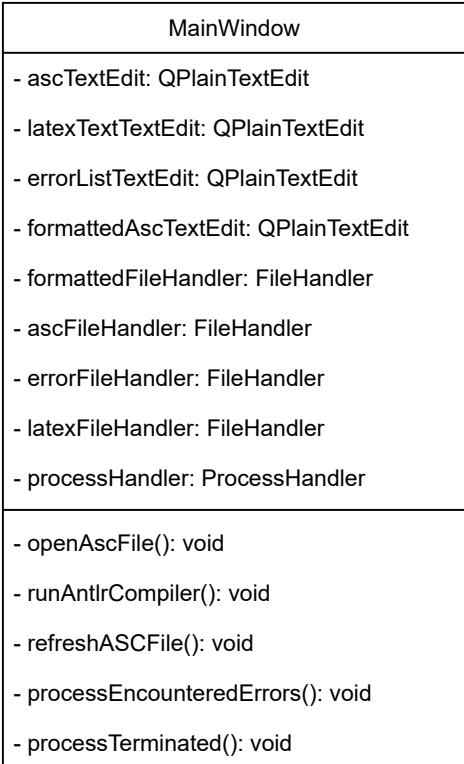 MainWindow
- ascTextEdit: QPlainTextEdit
- latexTextTextEdit: QPlainTextEdit
- errorListTextEdit: QPlainTextEdit
- formattedAscTextEdit: QPlainTextEdit
- formattedFileHandler: FileHandler
- ascFileHandler: FileHandler
- errorFileHandler: FileHandler
- latexFileHandler: FileHandler
- processHandler: ProcessHandler
- openAscFile(): void
- runAntlrCompiler(): void
- refreshASCFile(): void
- processEncounteredErrors(): void
- processTerminated(): void